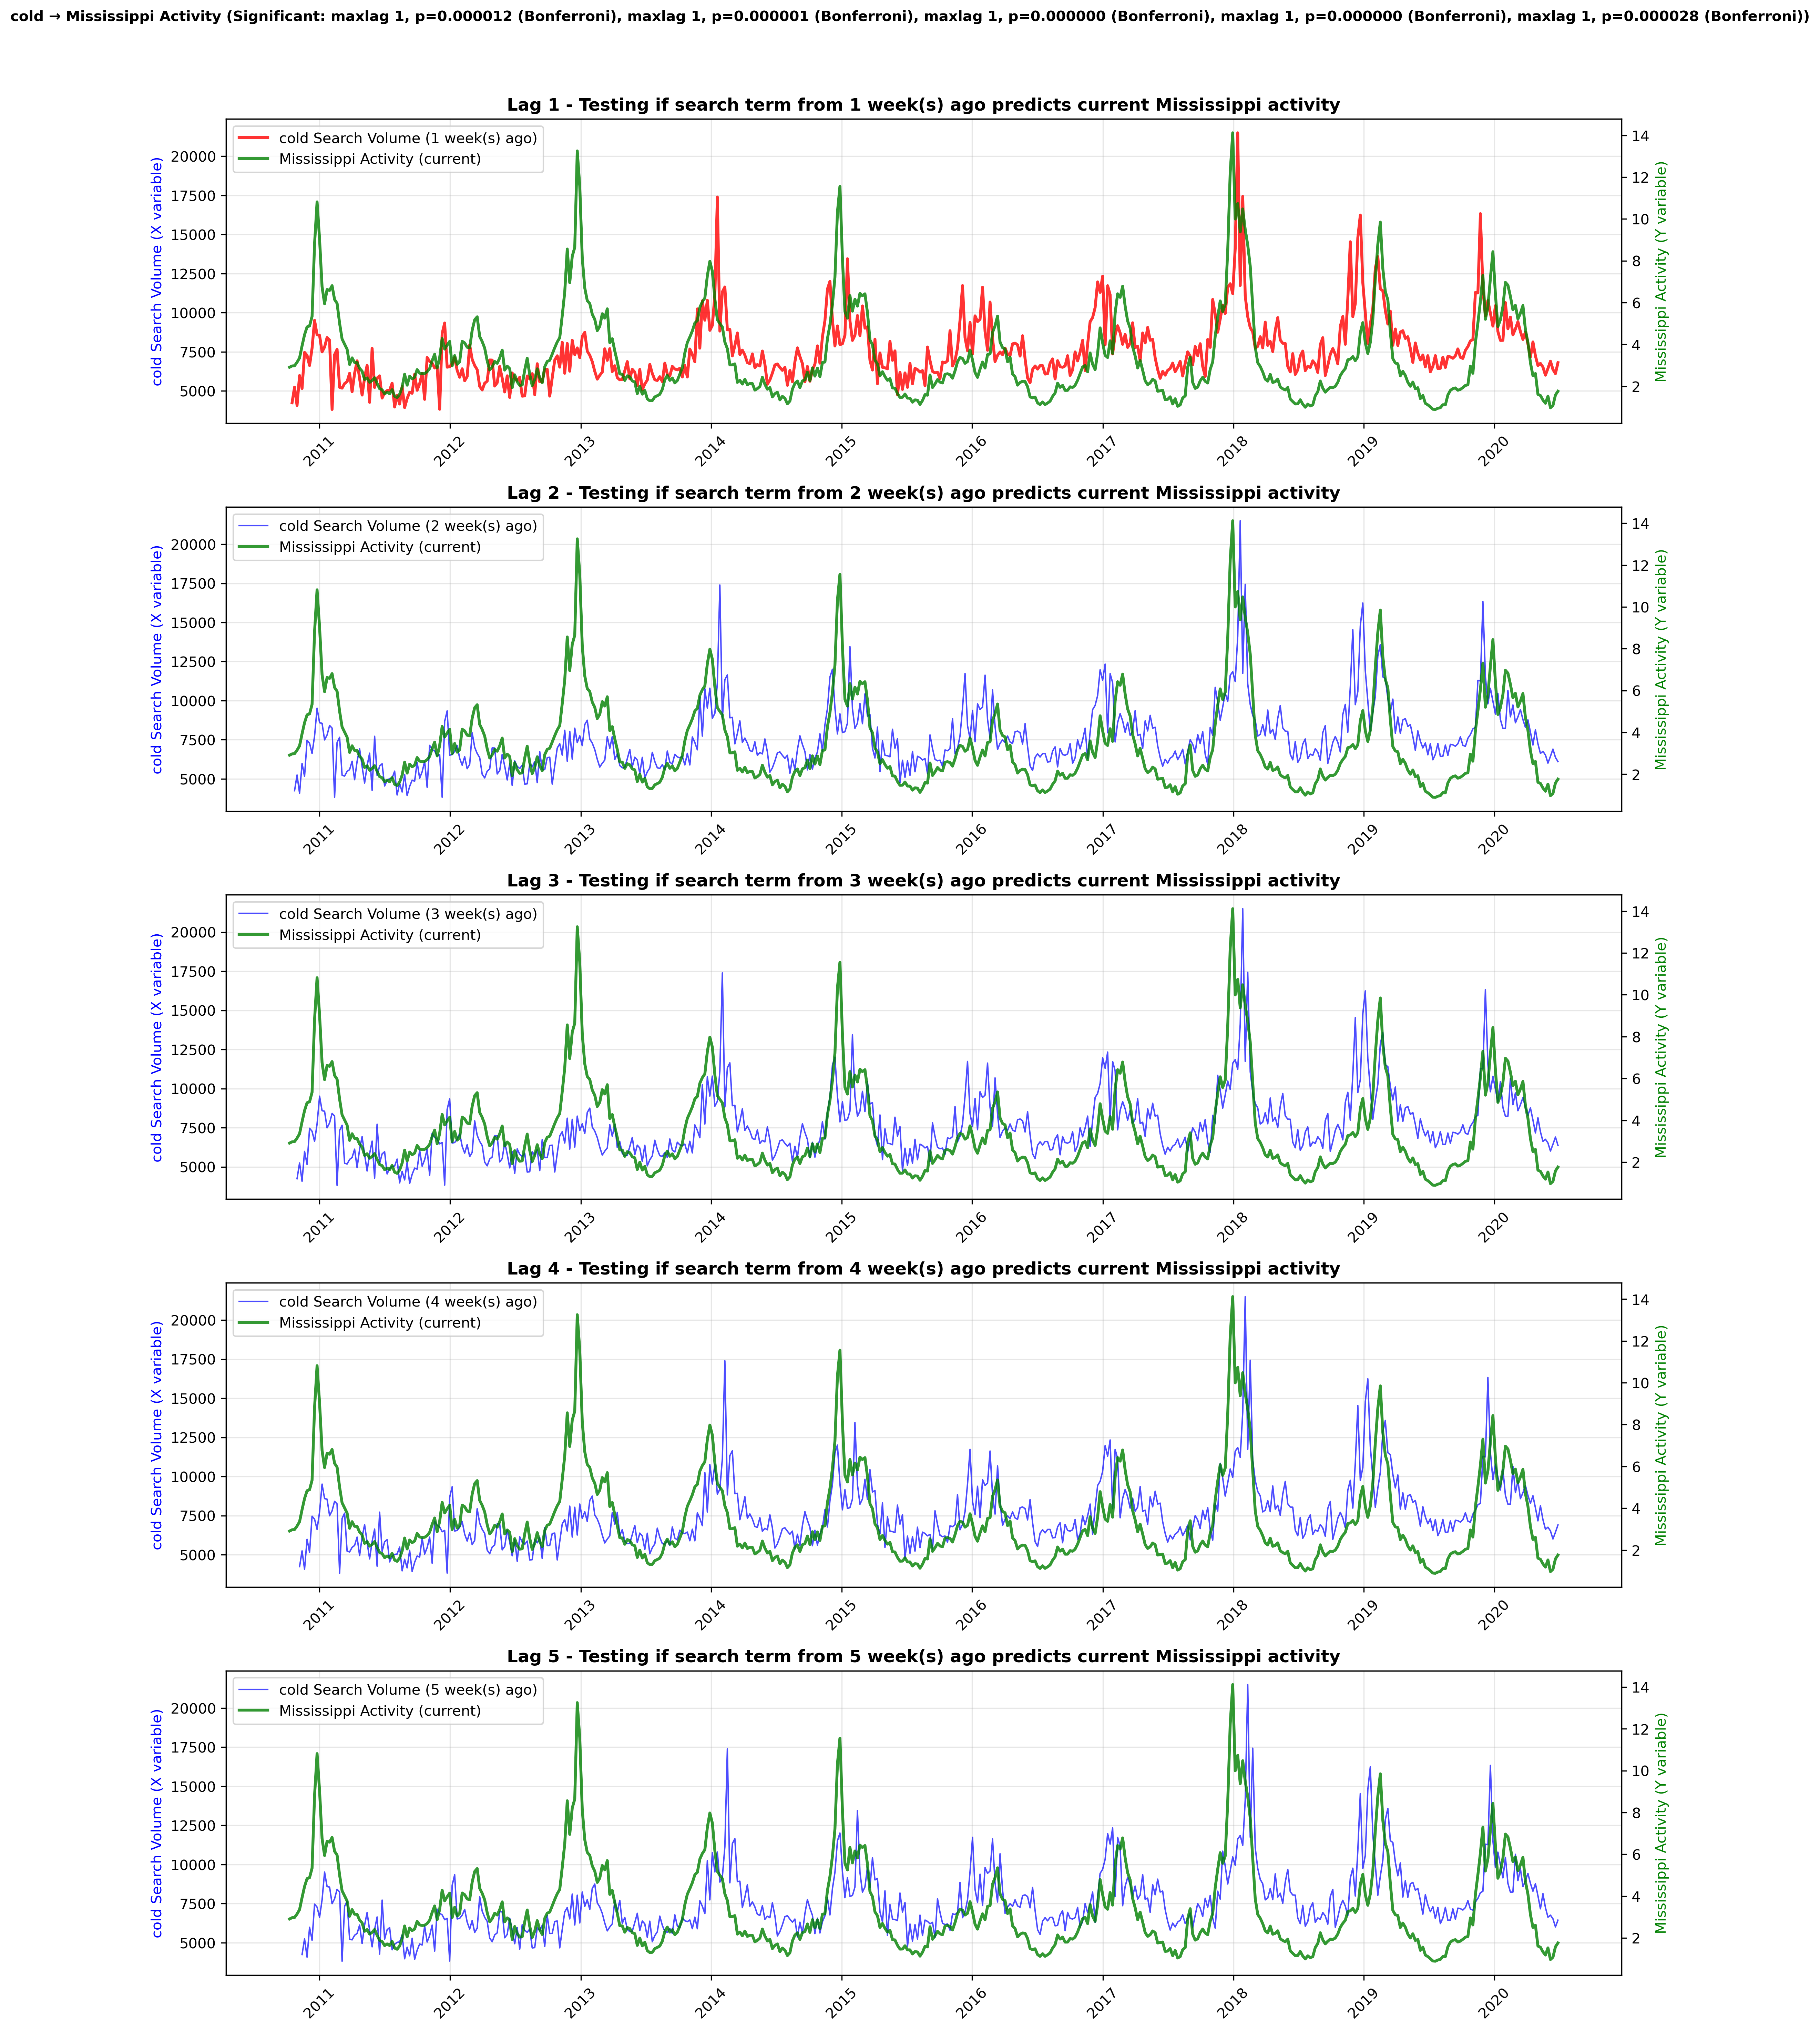 cold → Mississippi Activity (Significant: maxlag 1, p=0.000012 (Bonferroni), maxlag 1, p=0.000001 (Bonferroni), maxlag 1, p=0.000000 (Bonferroni), maxlag 1, p=0.000000 (Bonferroni), maxlag 1, p=0.000028 (Bonferroni))
Lag 1 - Testing if search term from 1 week(s) ago predicts current Mississippi activity
cold Search Volume (1 week(s) ago)
Mississippi Activity (current)
cold Search Volume (X variable)
20000
17500
15000
12500
10000
7500
5000
14
12
10
8
6
4
2
Mississippi Activity (Y variable)
2011 2012 2013 2014 2015 2016 2017 2018 2019 2020
Lag 2 - Testing if search term from 2 week(s) ago predicts current Mississippi activity
cold Search Volume (2 week(s) ago)
Mississippi Activity (current)
cold Search Volume (X variable)
20000
17500
15000
12500
10000
7500
5000
14
12
10
8
6
4
2
Mississippi Activity (Y variable)
2011 2012 2013 2014 2015 2016 2017 2018 2019 2020
Lag 3 - Testing if search term from 3 week(s) ago predicts current Mississippi activity
cold Search Volume (3 week(s) ago)
Mississippi Activity (current)
cold Search Volume (X variable)
20000
17500
15000
12500
10000
7500
5000
14
12
10
8
6
4
2
Mississippi Activity (Y variable)
2011 2012 2013 2014 2015 2016 2017 2018 2019 2020
Lag 4 - Testing if search term from 4 week(s) ago predicts current Mississippi activity
cold Search Volume (4 week(s) ago)
Mississippi Activity (current)
cold Search Volume (X variable)
20000
17500
15000
12500
10000
7500
5000
14
12
10
8
6
4
2
Mississippi Activity (Y variable)
2011 2012 2013 2014 2015 2016 2017 2018 2019 2020
Lag 5 - Testing if search term from 5 week(s) ago predicts current Mississippi activity
cold Search Volume (5 week(s) ago)
Mississippi Activity (current)
cold Search Volume (X variable)
20000
17500
15000
12500
10000
7500
5000
14
12
10
8
6
4
2
Mississippi Activity (Y variable)
2011 2012 2013 2014 2015 2016 2017 2018 2019 2020